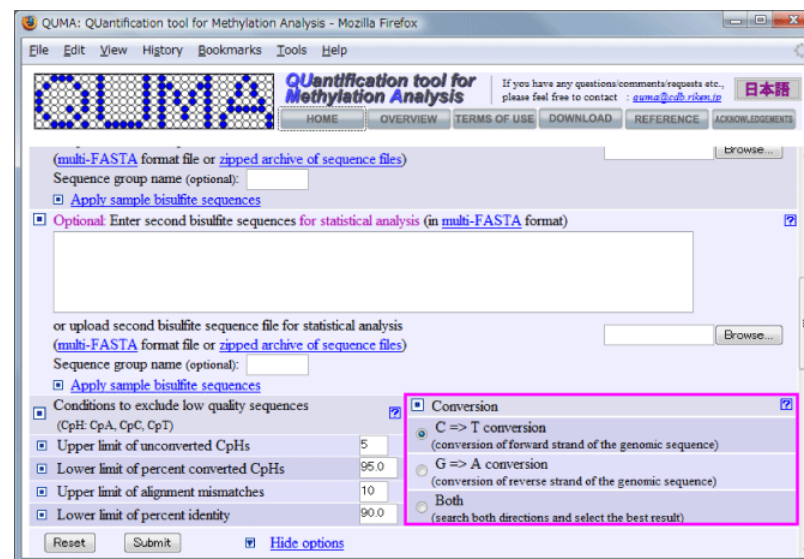 QUMA: QUantification tool for Methylation Analysis - Mozilla Firefox
File Edit View History Bookmarks Tools Help
QUMA
QUantification tool for
Methylation Analysis
If you have any questions/comments/requests etc.,
please feel free to contact : quma@cdb.riken.jp
日本語
HOME OVERVIEW TERMS OF USE DOWNLOAD REFERENCE ACKNOWLEDGEMENTS
(multi-FASTA format file or zipped archive of sequence files)
Browse...
Sequence group name (optional):
Apply sample bisulfite sequences
Optional: Enter second bisulfite sequences for statistical analysis (in multi-FASTA format)
?
or upload second bisulfite sequence file for statistical analysis
(multi-FASTA format file or zipped archive of sequence files)
Browse...
Sequence group name (optional):
Apply sample bisulfite sequences
Conditions to exclude low quality sequences
(CpH: CpA, CpC, CpT)
?
Upper limit of unconverted CpHs 5
Lower limit of percent converted CpHs 95.0
Upper limit of alignment mismatches 10
Lower limit of percent identity 90.0
Conversion
?
C => T conversion
(conversion of forward strand of the genomic sequence)
G => A conversion
(conversion of reverse strand of the genomic sequence)
Both
(search both directions and select the best result)
Reset Submit Hide options